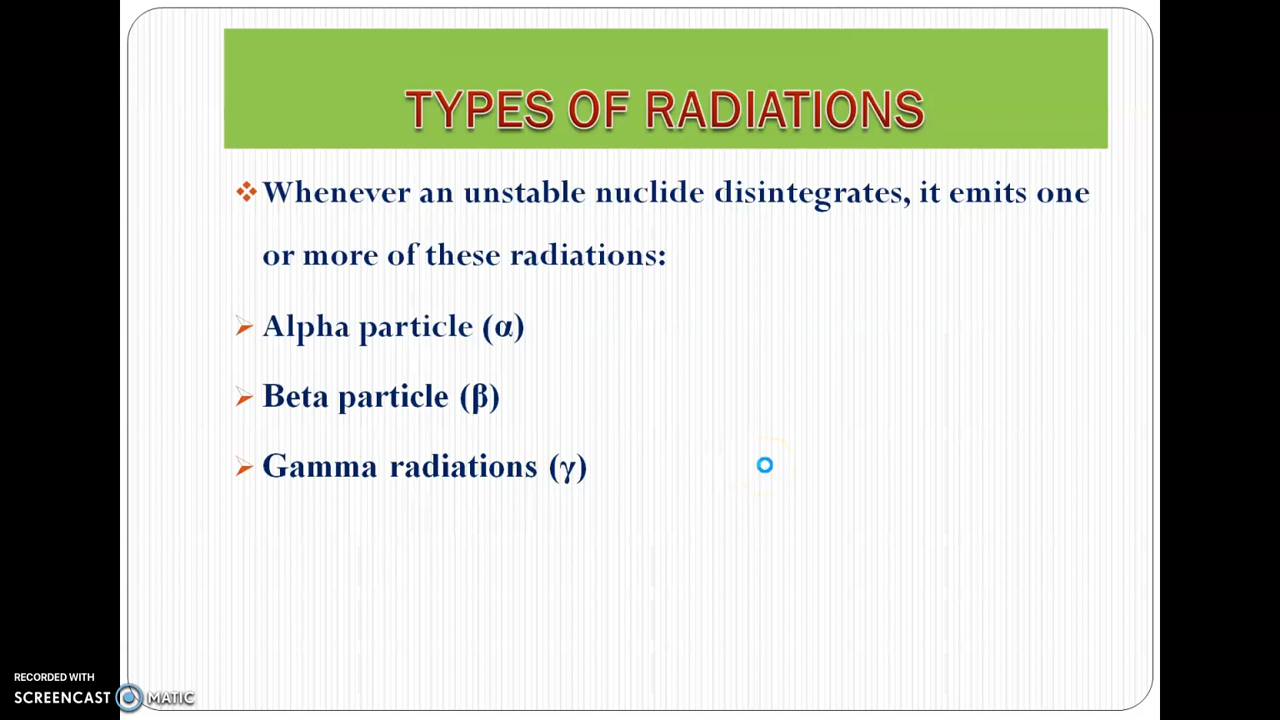 TYPES OF RADIATIONS
Whenever an unstable nuclide disintegrates, it emits one
or more of these radiations:
Alpha particle (α)
Beta particle (β)
Gamma radiations (γ)
RECORDED WITH
SCREENCAST MATIC